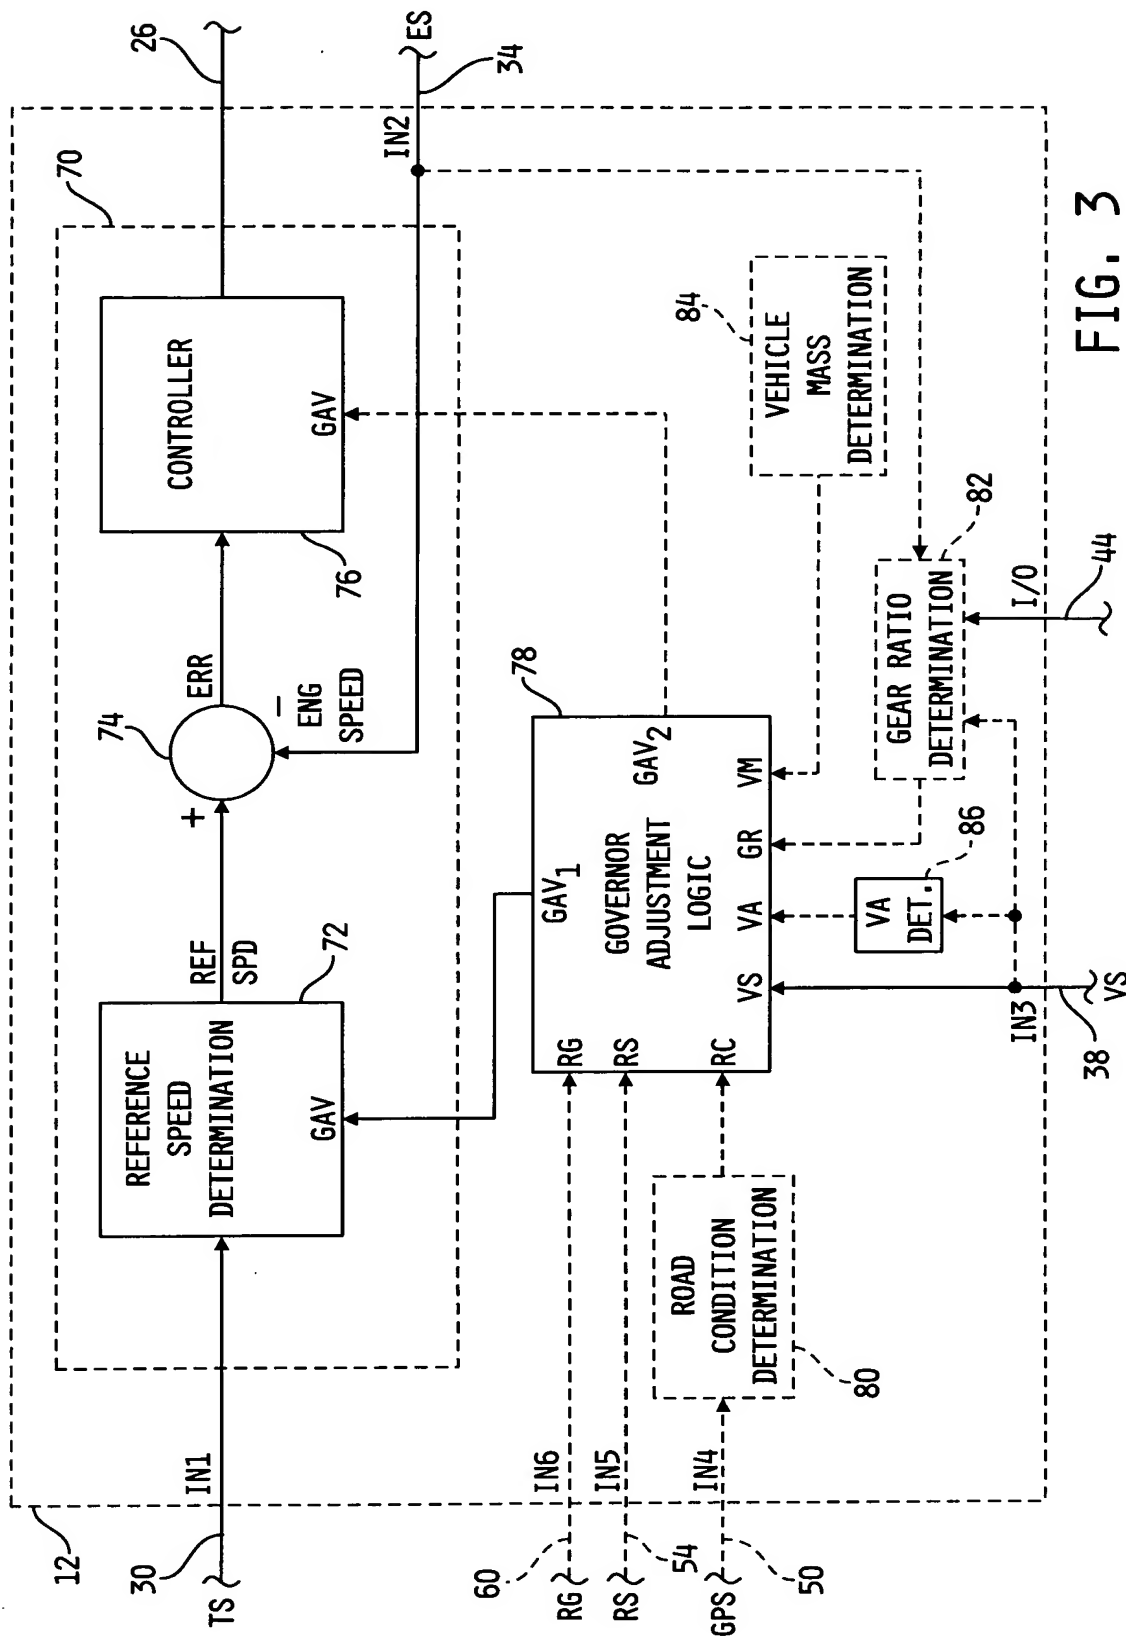 12
TS
30
IN1
REFERENCE
SPEED
DETERMINATION
GAV
72
REF
SPD
+
74
ERR
−
ENG
SPEED
CONTROLLER
GAV
76
70
26
IN2
ES
34
60
RG
IN6
RS
54
IN5
GPS
50
IN4
ROAD
CONDITION
DETERMINATION
80
RG
RS
RC
GAV1
GOVERNOR
ADJUSTMENT
LOGIC
GAV2
VS
VA
GR
VM
78
VEHICLE
MASS
DETERMINATION
84
GEAR RATIO
DETERMINATION
82
VA
DET.
86
IN3
38
VS
I/O
44
FIG. 3